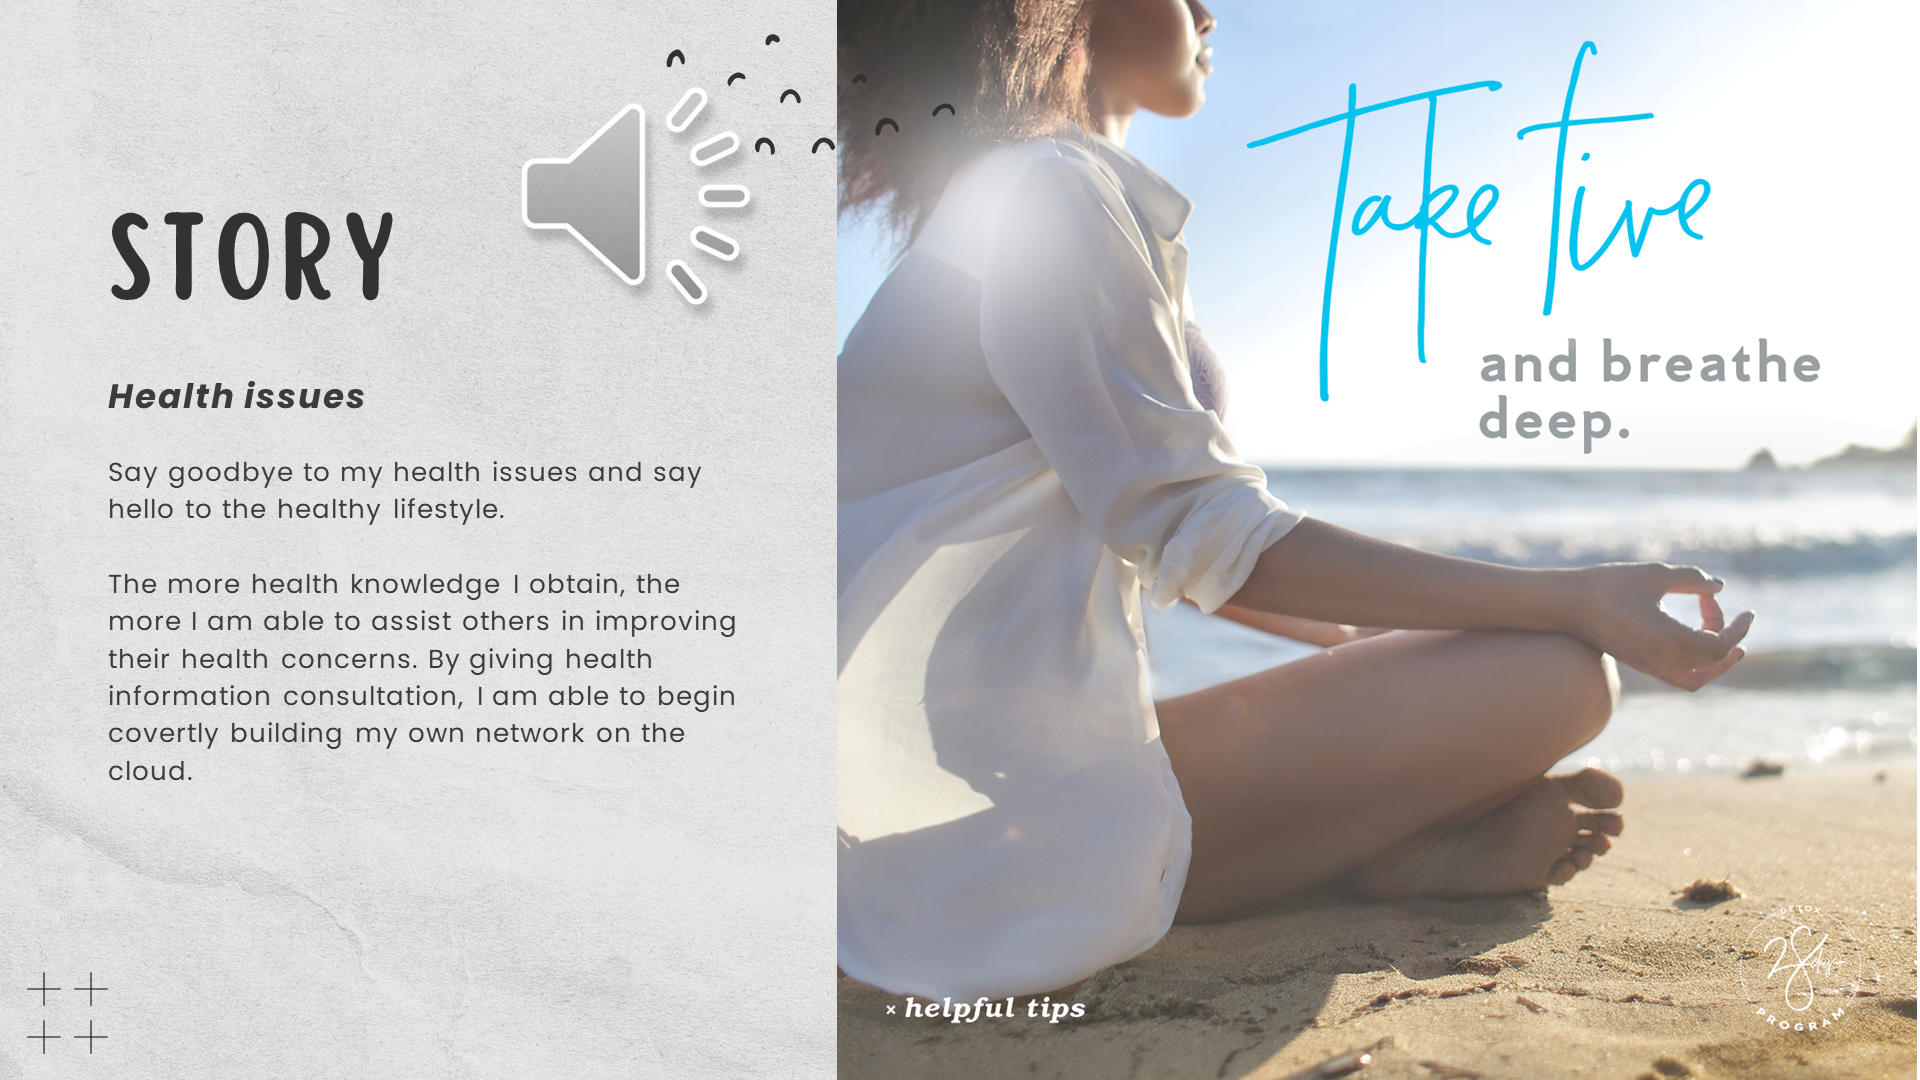 STORY
Health issues
Say goodbye to my health issues and say
hello to the healthy lifestyle.
The more health knowledge I obtain, the
more I am able to assist others in improving
their health concerns. By giving health
information consultation, I am able to begin
covertly building my own network on the
cloud.
Take five
and breathe
deep.
× helpful tips
DETOX
28 days
PROGRAM